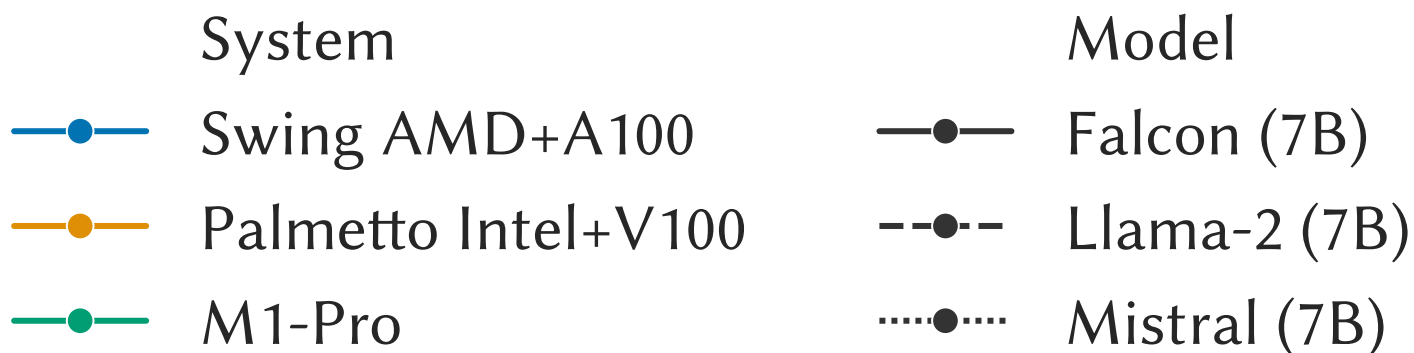 System
Swing AMD+A100
Palmetto Intel+V100
M1-Pro
Model
Falcon (7B)
Llama-2 (7B)
Mistral (7B)